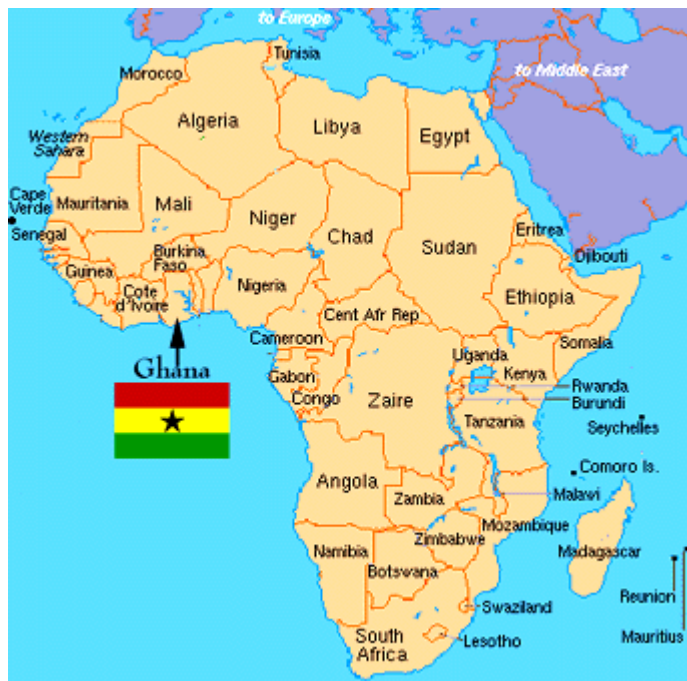 to Europe
Tunisia
Morocco
to Middle East
Algeria
Libya
Egypt
Western
Sahara
Cape
Verde
Mauritania
Mali
Niger
Chad
Sudan
Eritrea
Senegal
Burkina
Faso
Djibouti
Guinea
Nigeria
Cote
d'Ivoire
Ethiopia
Cent Afr Rep
Cameroon
Somalia
Uganda
Ghana
Gabon
Kenya
Rwanda
Congo
Zaire
Burundi
Tanzania
Seychelles
Comoro Is.
Angola
Zambia
Malawi
Mozambique
Zimbabwe
Namibia
Madagascar
Botswana
Reunion
Swaziland
South
Africa
Lesotho
Mauritius